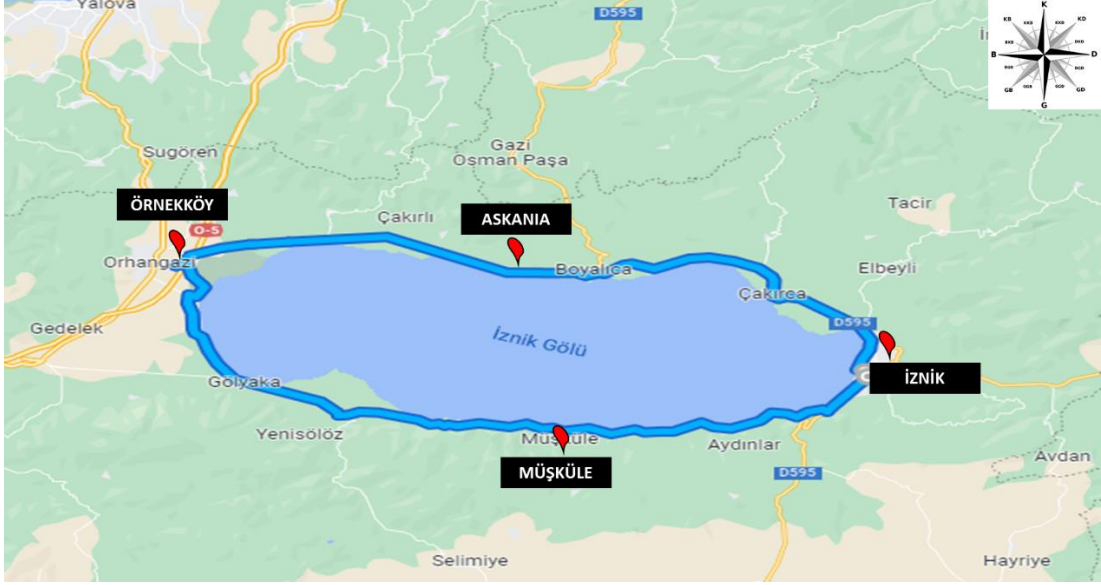 Yalova
D595
K
KB
KD
B
D
GB
GD
G
Gazi
Osman Paşa
Sugören
ÖRNEKKÖY
Çakırlı
ASKANIA
Tacir
O-5
Orhangazi
Boyalıca
Elbeyli
Çakırca
Gedelek
D595
İznik Gölü
İZNİK
Gölyaka
Yenisölöz
Müşküle
Aydınlar
MÜŞKÜLE
D595
Avdan
Selimiye
Hayriye